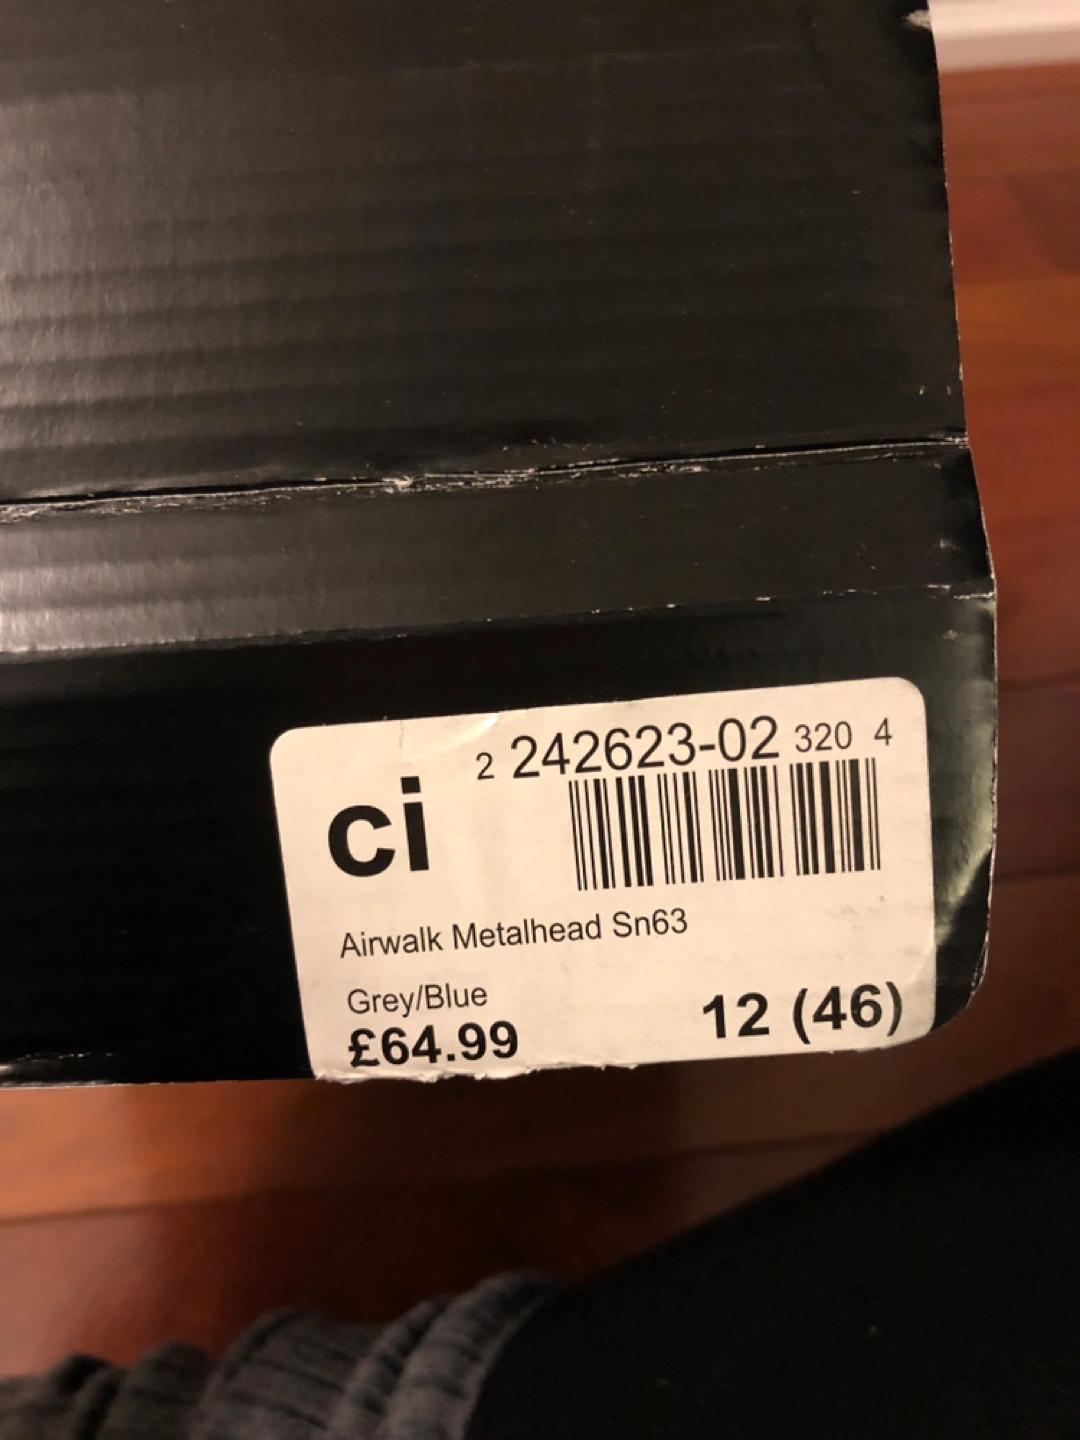 2 242623-02 320 4
ci
Airwalk Metalhead Sn63
Grey/Blue
£64.99 12 (46)